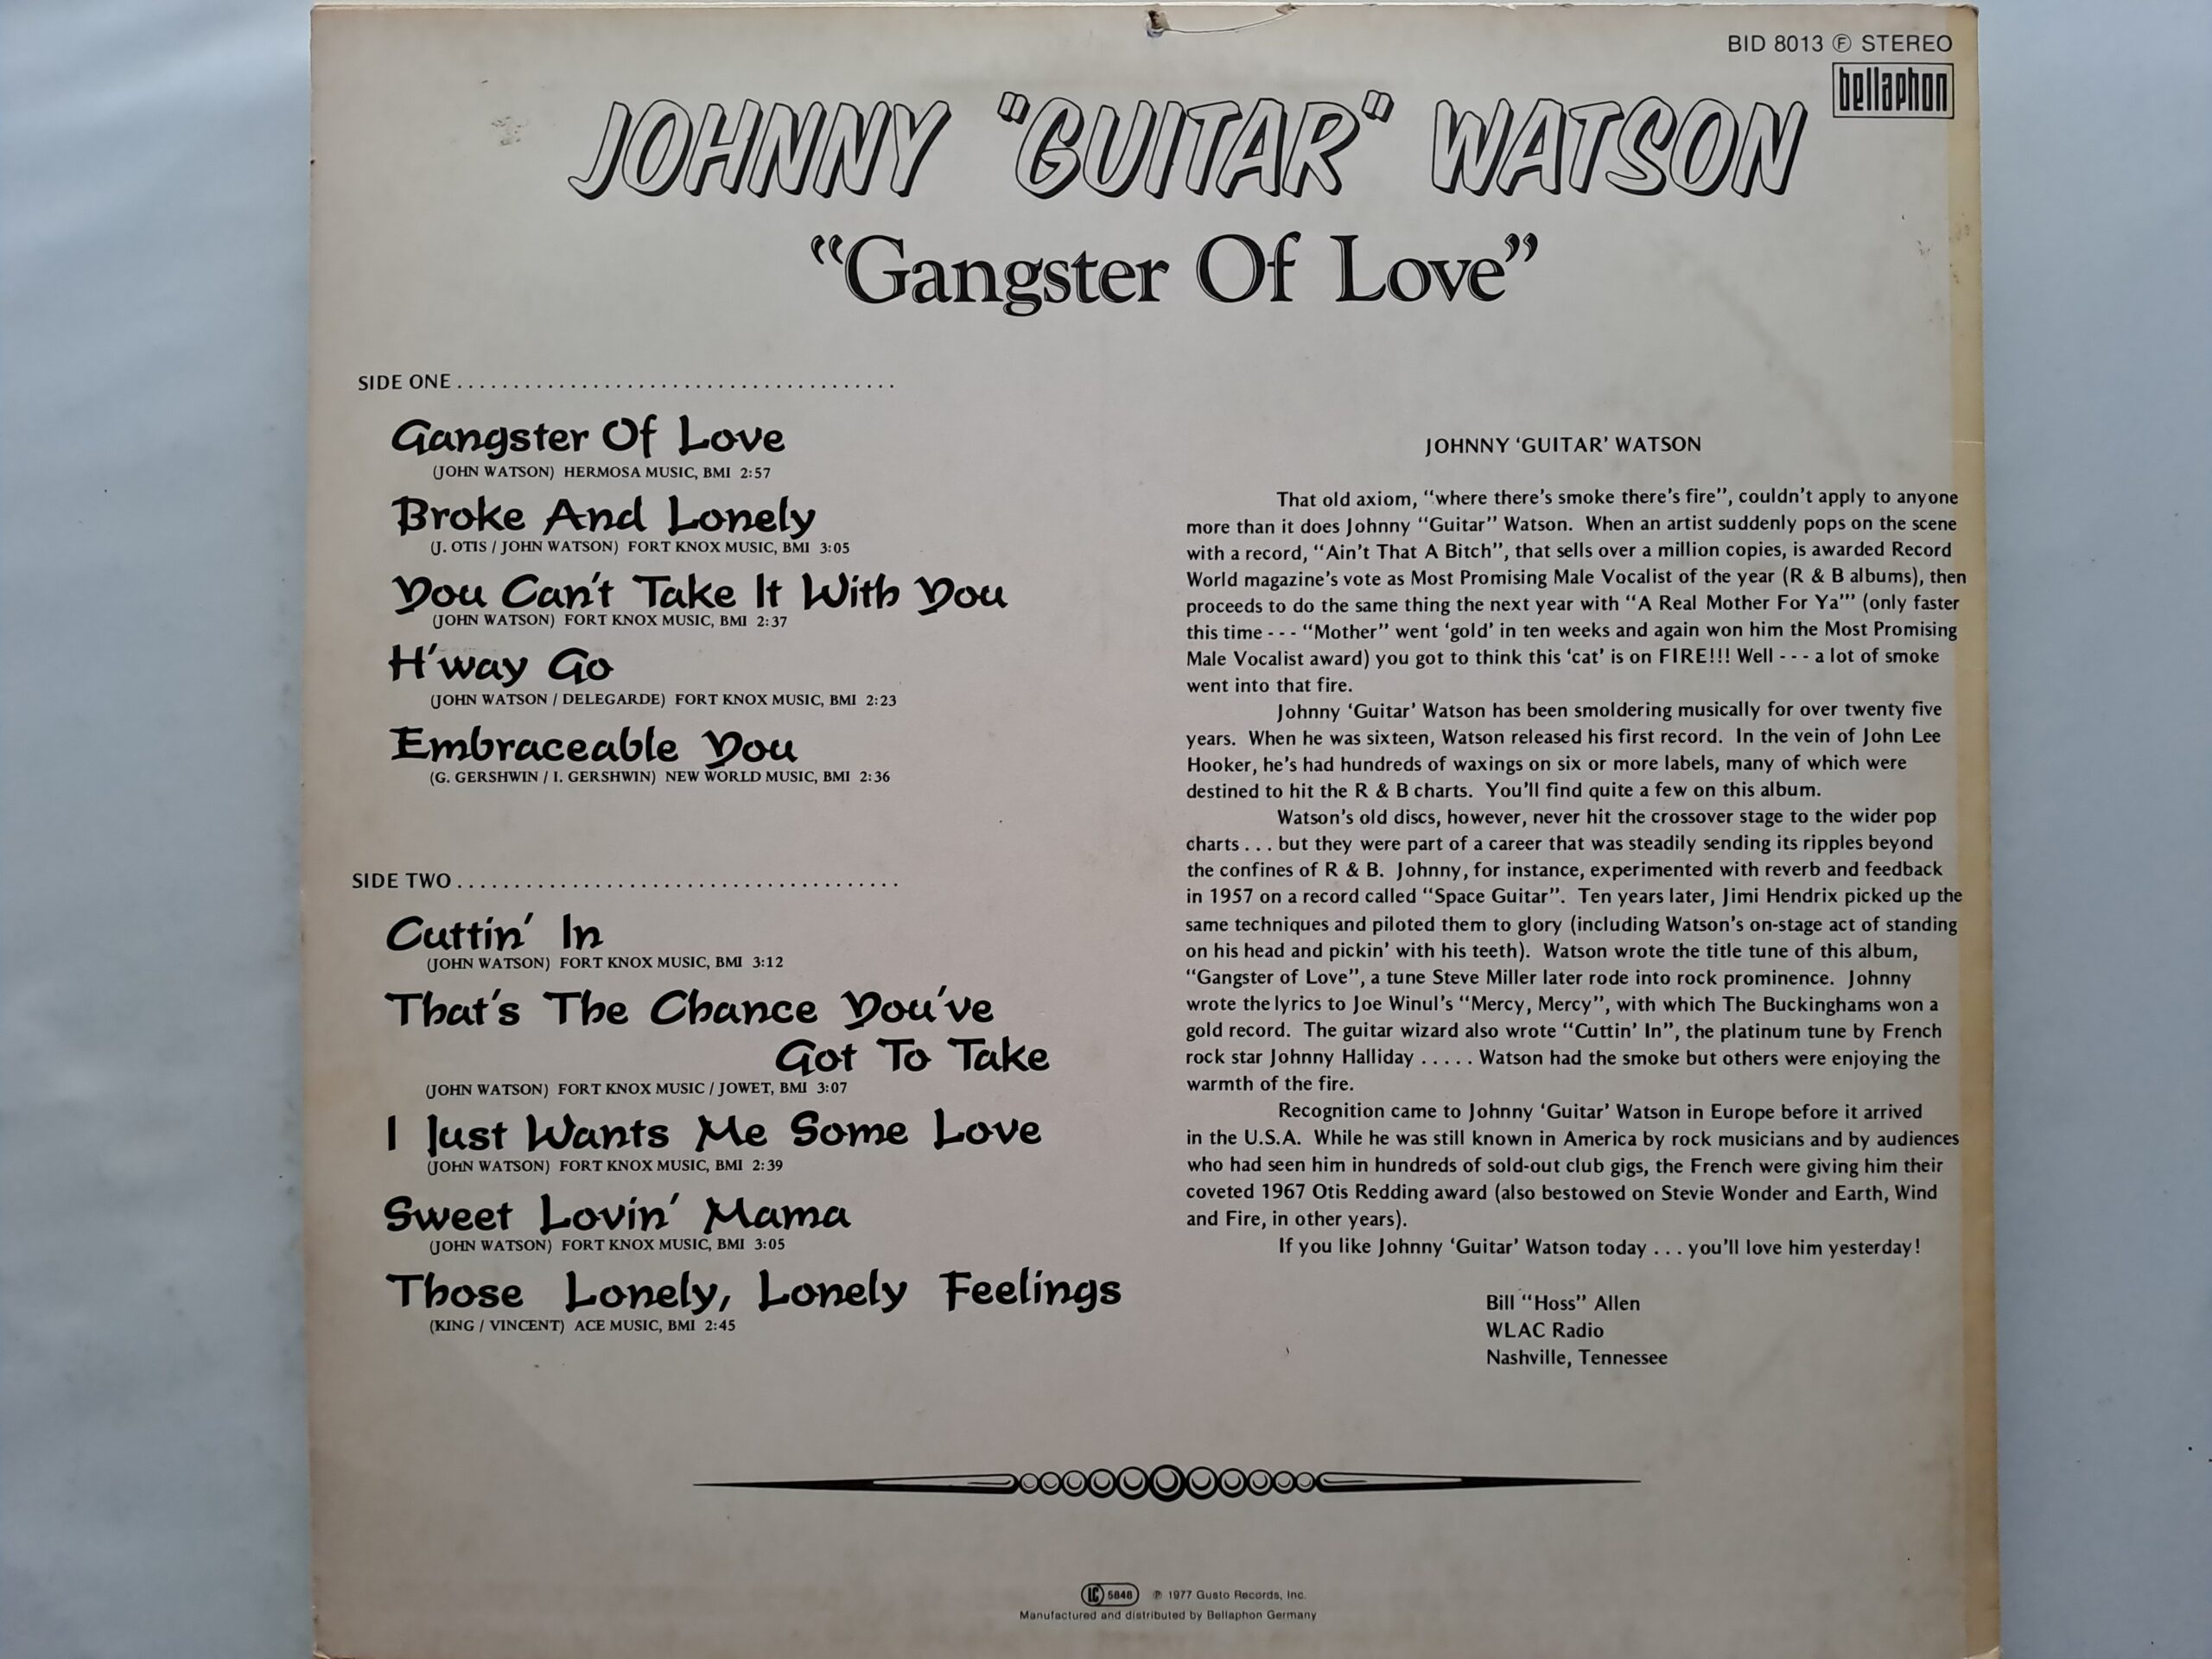 BID 8013 Ⓕ STEREO
bellaphon
JOHNNY "GUITAR" WATSON
"Gangster Of Love"
SIDE ONE.......................................
Gangster Of Love
(JOHN WATSON) HERMOSA MUSIC, BMI 2:57
Broke And Lonely
(J. OTIS / JOHN WATSON) FORT KNOX MUSIC, BMI 3:05
You Can't Take It With You
(JOHN WATSON) FORT KNOX MUSIC, BMI 2:37
H'way Go
(JOHN WATSON / DELEGARDE) FORT KNOX MUSIC, BMI 2:23
Embraceable You
(G. GERSHWIN / I. GERSHWIN) NEW WORLD MUSIC, BMI 2:36
SIDE TWO.......................................
Cuttin' In
(JOHN WATSON) FORT KNOX MUSIC, BMI 3:12
That's The Chance You've
Got To Take
(JOHN WATSON) FORT KNOX MUSIC / JOWET, BMI 3:07
I Just Wants Me Some Love
(JOHN WATSON) FORT KNOX MUSIC, BMI 2:39
Sweet Lovin' Mama
(JOHN WATSON) FORT KNOX MUSIC, BMI 3:05
Those Lonely, Lonely Feelings
(KING / VINCENT) ACE MUSIC, BMI 2:45
JOHNNY 'GUITAR' WATSON
That old axiom, "where there's smoke there's fire", couldn't apply to anyone
more than it does Johnny "Guitar" Watson. When an artist suddenly pops on the scene
with a record, "Ain't That A Bitch", that sells over a million copies, is awarded Record
World magazine's vote as Most Promising Male Vocalist of the year (R & B albums), then
proceeds to do the same thing the next year with "A Real Mother For Ya'" (only faster
this time - - - "Mother" went 'gold' in ten weeks and again won him the Most Promising
Male Vocalist award) you got to think this 'cat' is on FIRE!!! Well - - - a lot of smoke
went into that fire.
Johnny 'Guitar' Watson has been smoldering musically for over twenty five
years. When he was sixteen, Watson released his first record. In the vein of John Lee
Hooker, he's had hundreds of waxings on six or more labels, many of which were
destined to hit the R & B charts. You'll find quite a few on this album.
Watson's old discs, however, never hit the crossover stage to the wider pop
charts . . . but they were part of a career that was steadily sending its ripples beyond
the confines of R & B. Johnny, for instance, experimented with reverb and feedback
in 1957 on a record called "Space Guitar". Ten years later, Jimi Hendrix picked up the
same techniques and piloted them to glory (including Watson's on-stage act of standing
on his head and pickin' with his teeth). Watson wrote the title tune of this album,
"Gangster of Love", a tune Steve Miller later rode into rock prominence. Johnny
wrote the lyrics to Joe Winul's "Mercy, Mercy", with which The Buckinghams won a
gold record. The guitar wizard also wrote "Cuttin' In", the platinum tune by French
rock star Johnny Halliday . . . . . Watson had the smoke but others were enjoying the
warmth of the fire.
Recognition came to Johnny 'Guitar' Watson in Europe before it arrived
in the U.S.A. While he was still known in America by rock musicians and by audiences
who had seen him in hundreds of sold-out club gigs, the French were giving him their
coveted 1967 Otis Redding award (also bestowed on Stevie Wonder and Earth, Wind
and Fire, in other years).
If you like Johnny 'Guitar' Watson today . . . you'll love him yesterday!
Bill "Hoss" Allen
WLAC Radio
Nashville, Tennessee
LC 5848 ℗ 1977 Gusto Records, Inc.
Manufactured and distributed by Bellaphon Germany